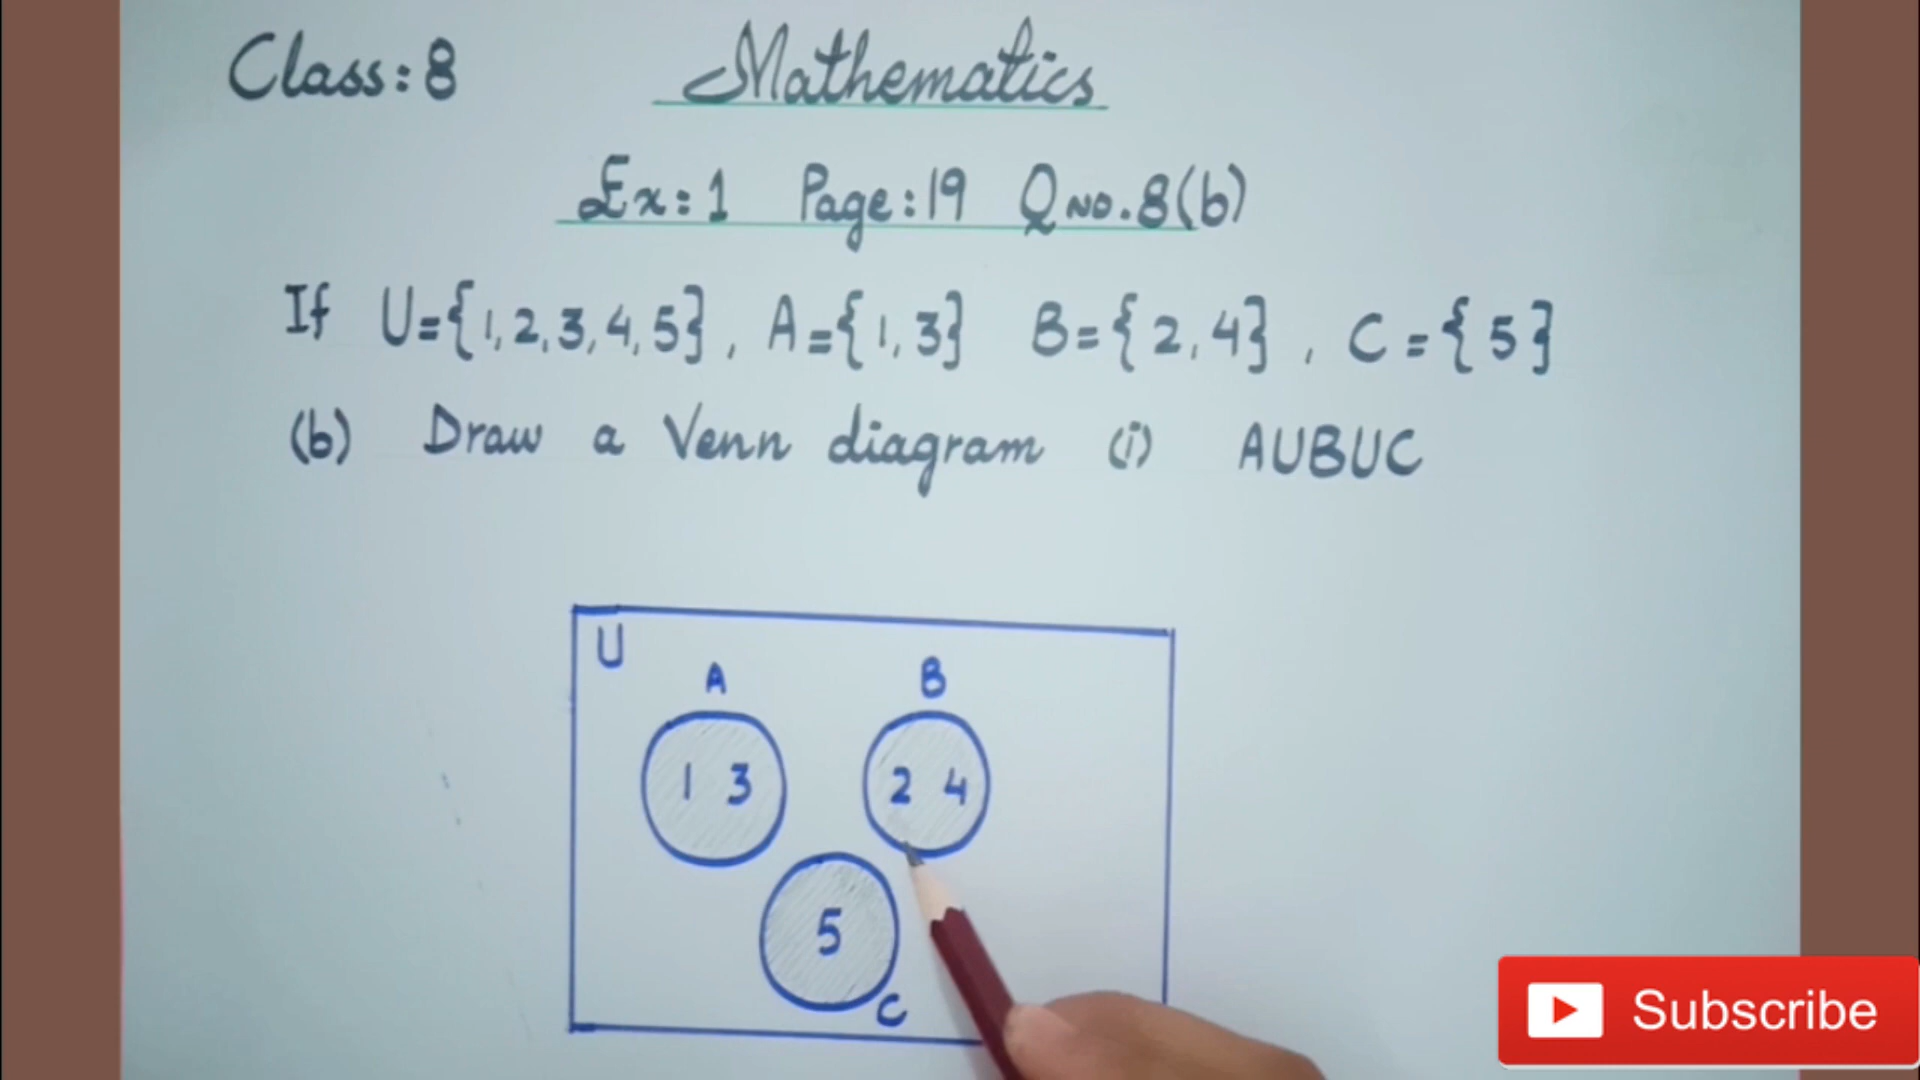 Class:8 Mathematics
Ex:1 Page:19 Q No.8(b)
If U={1,2,3,4,5}, A={1,3} B={2,4}, C={5}
(b) Draw a Venn diagram (i) AUBUC
U
A B
1 3 2 4
5
C
Subscribe